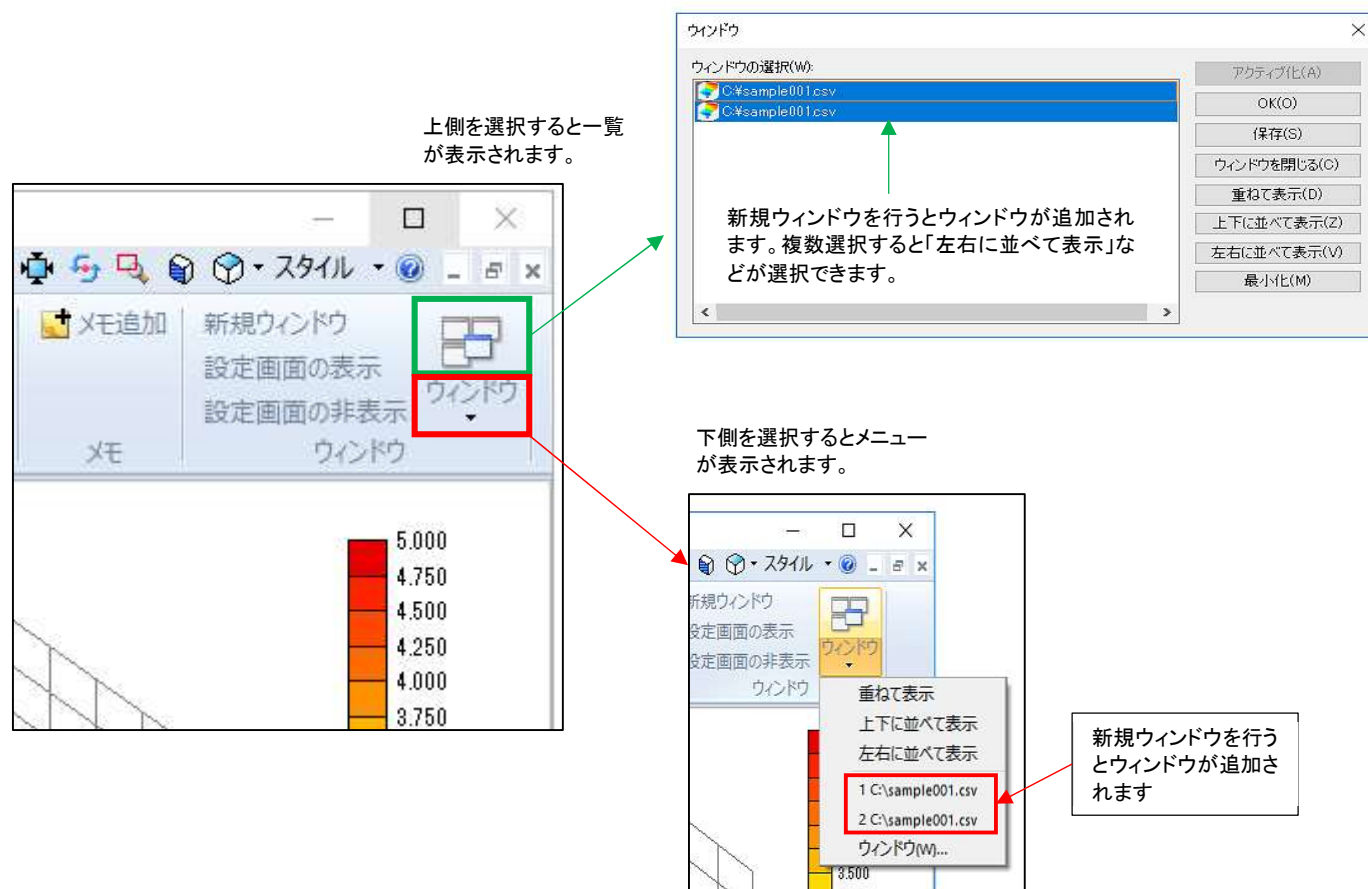 上側を選択すると一覧
が表示されます。
スタイル
メモ追加
新規ウィンドウ
設定画面の表示
設定画面の非表示
ウィンドウ
メモ
ウィンドウ
5.000
4.750
4.500
4.250
4.000
3.750
ウィンドウ
ウィンドウの選択(W):
C:¥sample001.csv
C:¥sample001.csv
新規ウィンドウを行うとウィンドウが追加され
ます。複数選択すると「左右に並べて表示」な
どが選択できます。
アクティブ化(A)
OK(O)
保存(S)
ウィンドウを閉じる(C)
重ねて表示(D)
上下に並べて表示(Z)
左右に並べて表示(V)
最小化(M)
下側を選択するとメニュー
が表示されます。
スタイル
新規ウィンドウ
設定画面の表示
設定画面の非表示
ウィンドウ
ウィンドウ
重ねて表示
上下に並べて表示
左右に並べて表示
1 C:\sample001.csv
2 C:\sample001.csv
ウィンドウ(W)...
3.500
新規ウィンドウを行う
とウィンドウが追加さ
れます